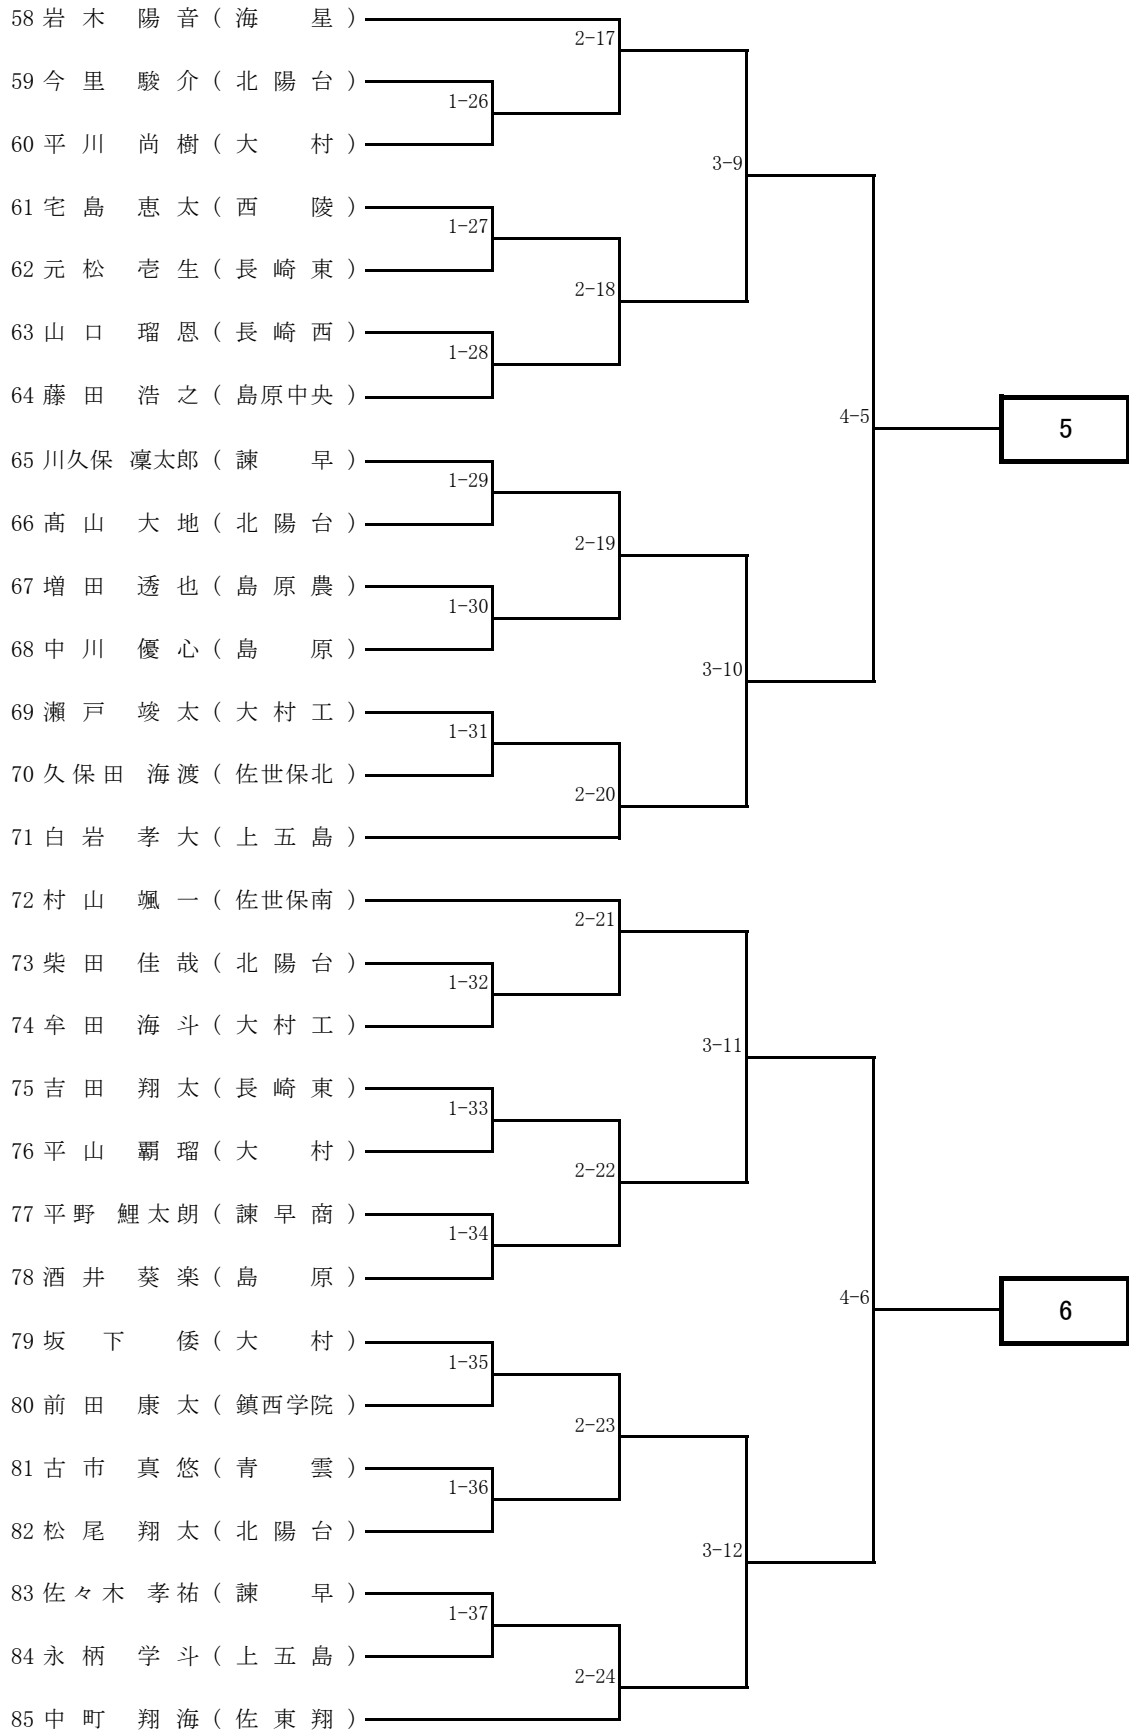 58 岩木 陽音 ( 海星 )
2-17
59 今里 駿介 ( 北陽台 )
1-26
60 平川 尚樹 ( 大村 )
3-9
61 宅島 恵太 ( 西陵 )
1-27
62 元松 壱生 ( 長崎東 )
2-18
63 山口 瑠恩 ( 長崎西 )
1-28
64 藤田 浩之 ( 島原中央 )
4-5
5
65 川久保 凜太郎 ( 諫早 )
1-29
66 髙山 大地 ( 北陽台 )
2-19
67 増田 透也 ( 島原農 )
1-30
68 中川 優心 ( 島原 )
3-10
69 瀬戸 竣太 ( 大村工 )
1-31
70 久保田 海渡 ( 佐世保北 )
2-20
71 白岩 孝大 ( 上五島 )
72 村山 颯一 ( 佐世保南 )
2-21
73 柴田 佳哉 ( 北陽台 )
1-32
74 牟田 海斗 ( 大村工 )
3-11
75 吉田 翔太 ( 長崎東 )
1-33
76 平山 覇瑠 ( 大村 )
2-22
77 平野 鯉太朗 ( 諫早商 )
1-34
78 酒井 葵楽 ( 島原 )
4-6
6
79 坂下 倭 ( 大村 )
1-35
80 前田 康太 ( 鎮西学院 )
2-23
81 古市 真悠 ( 青雲 )
1-36
82 松尾 翔太 ( 北陽台 )
3-12
83 佐々木 孝祐 ( 諫早 )
1-37
84 永柄 学斗 ( 上五島 )
2-24
85 中町 翔海 ( 佐東翔 )